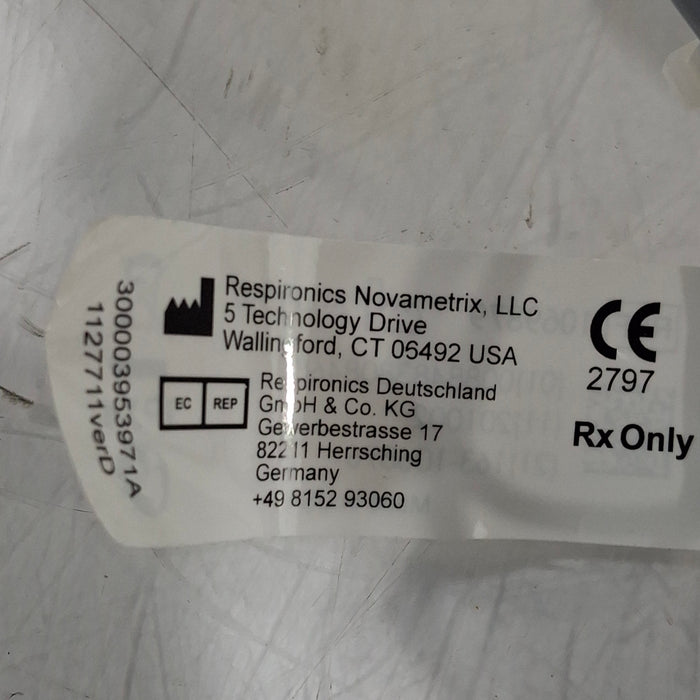 Respironics Novametrix, LLC
5 Technology Drive
Wallingford, CT 06492 USA
EC REP
Respironics Deutschland
GmbH & Co. KG
Gewerbestrasse 17
82211 Herrsching
Germany
+49 8152 93060
CE
2797
Rx Only
300003953971A
1127711verD